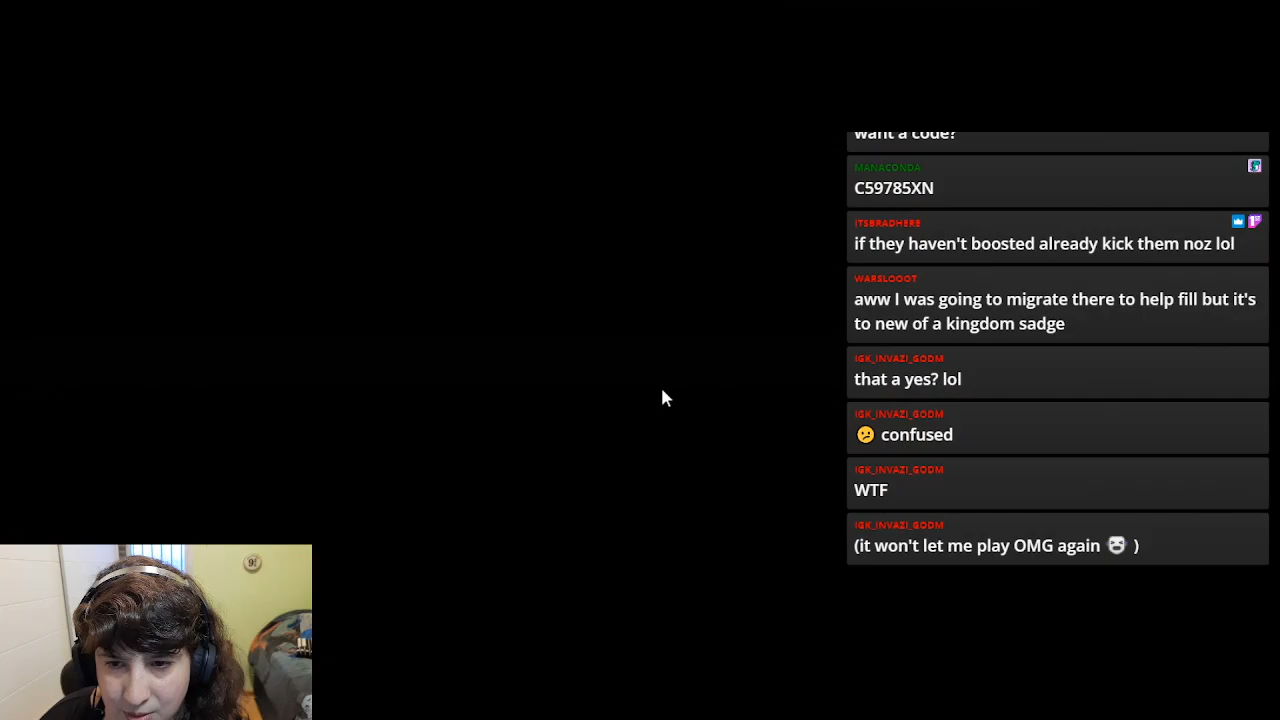 want a code?
MANACONDA
C59785XN
ITSBRADHERE
if they haven't boosted already kick them noz lol
WARSLOOOT
aww I was going to migrate there to help fill but it's
to new of a kingdom sadge
IGK_INVAZI_GODM
that a yes? lol
IGK_INVAZI_GODM
😕 confused
IGK_INVAZI_GODM
WTF
IGK_INVAZI_GODM
(it won't let me play OMG again 😆 )